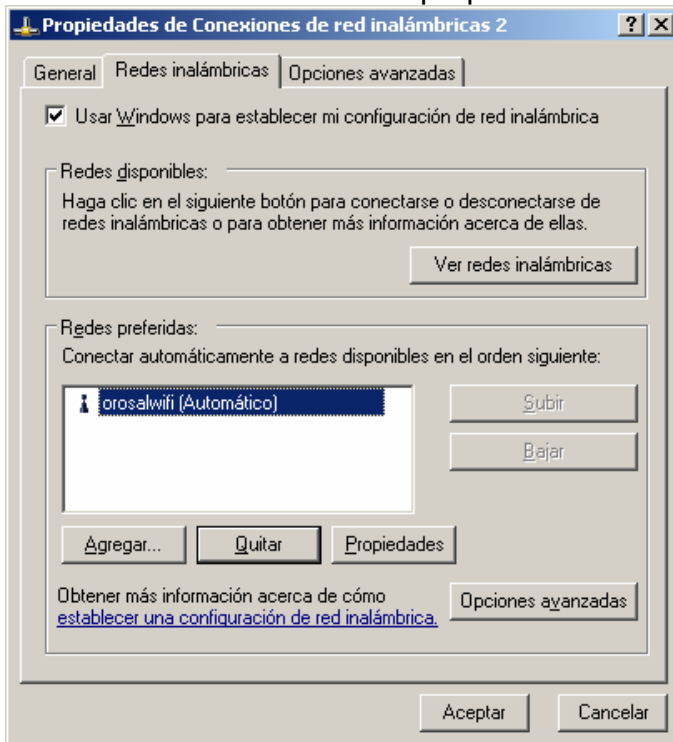 Propiedades de Conexiones de red inalámbricas 2
General
Redes inalámbricas
Opciones avanzadas
Usar Windows para establecer mi configuración de red inalámbrica
Redes disponibles:
Haga clic en el siguiente botón para conectarse o desconectarse de
redes inalámbricas o para obtener más información acerca de ellas.
Ver redes inalámbricas
Redes preferidas:
Conectar automáticamente a redes disponibles en el orden siguiente:
orosalwifi (Automático)
Subir
Bajar
Agregar...
Quitar
Propiedades
Obtener más información acerca de cómo
establecer una configuración de red inalámbrica.
Opciones avanzadas
Aceptar
Cancelar